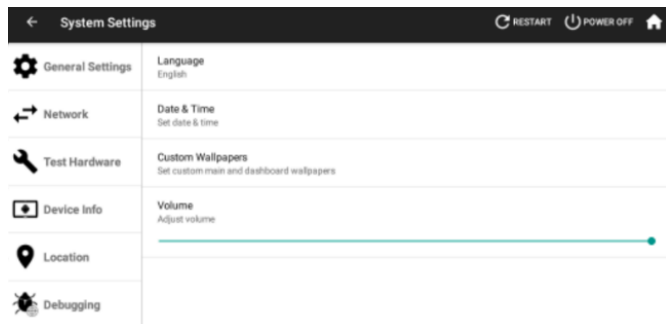 System Settings
RESTART
POWER OFF
General Settings
Network
Test Hardware
Device Info
Location
Debugging
Language
English
Date & Time
Set date & time
Custom Wallpapers
Set custom main and dashboard wallpapers
Volume
Adjust volume